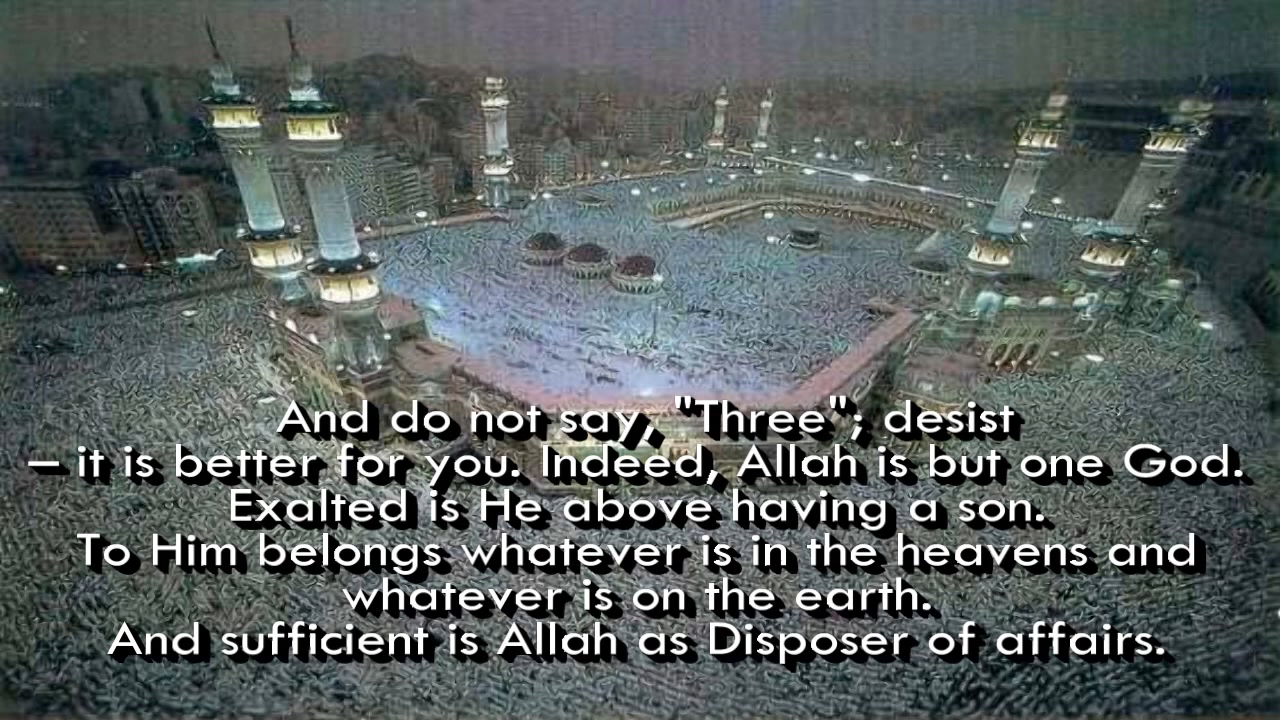 And do not say, "Three"; desist
– it is better for you. Indeed, Allah is but one God.
Exalted is He above having a son.
To Him belongs whatever is in the heavens and
whatever is on the earth.
And sufficient is Allah as Disposer of affairs.